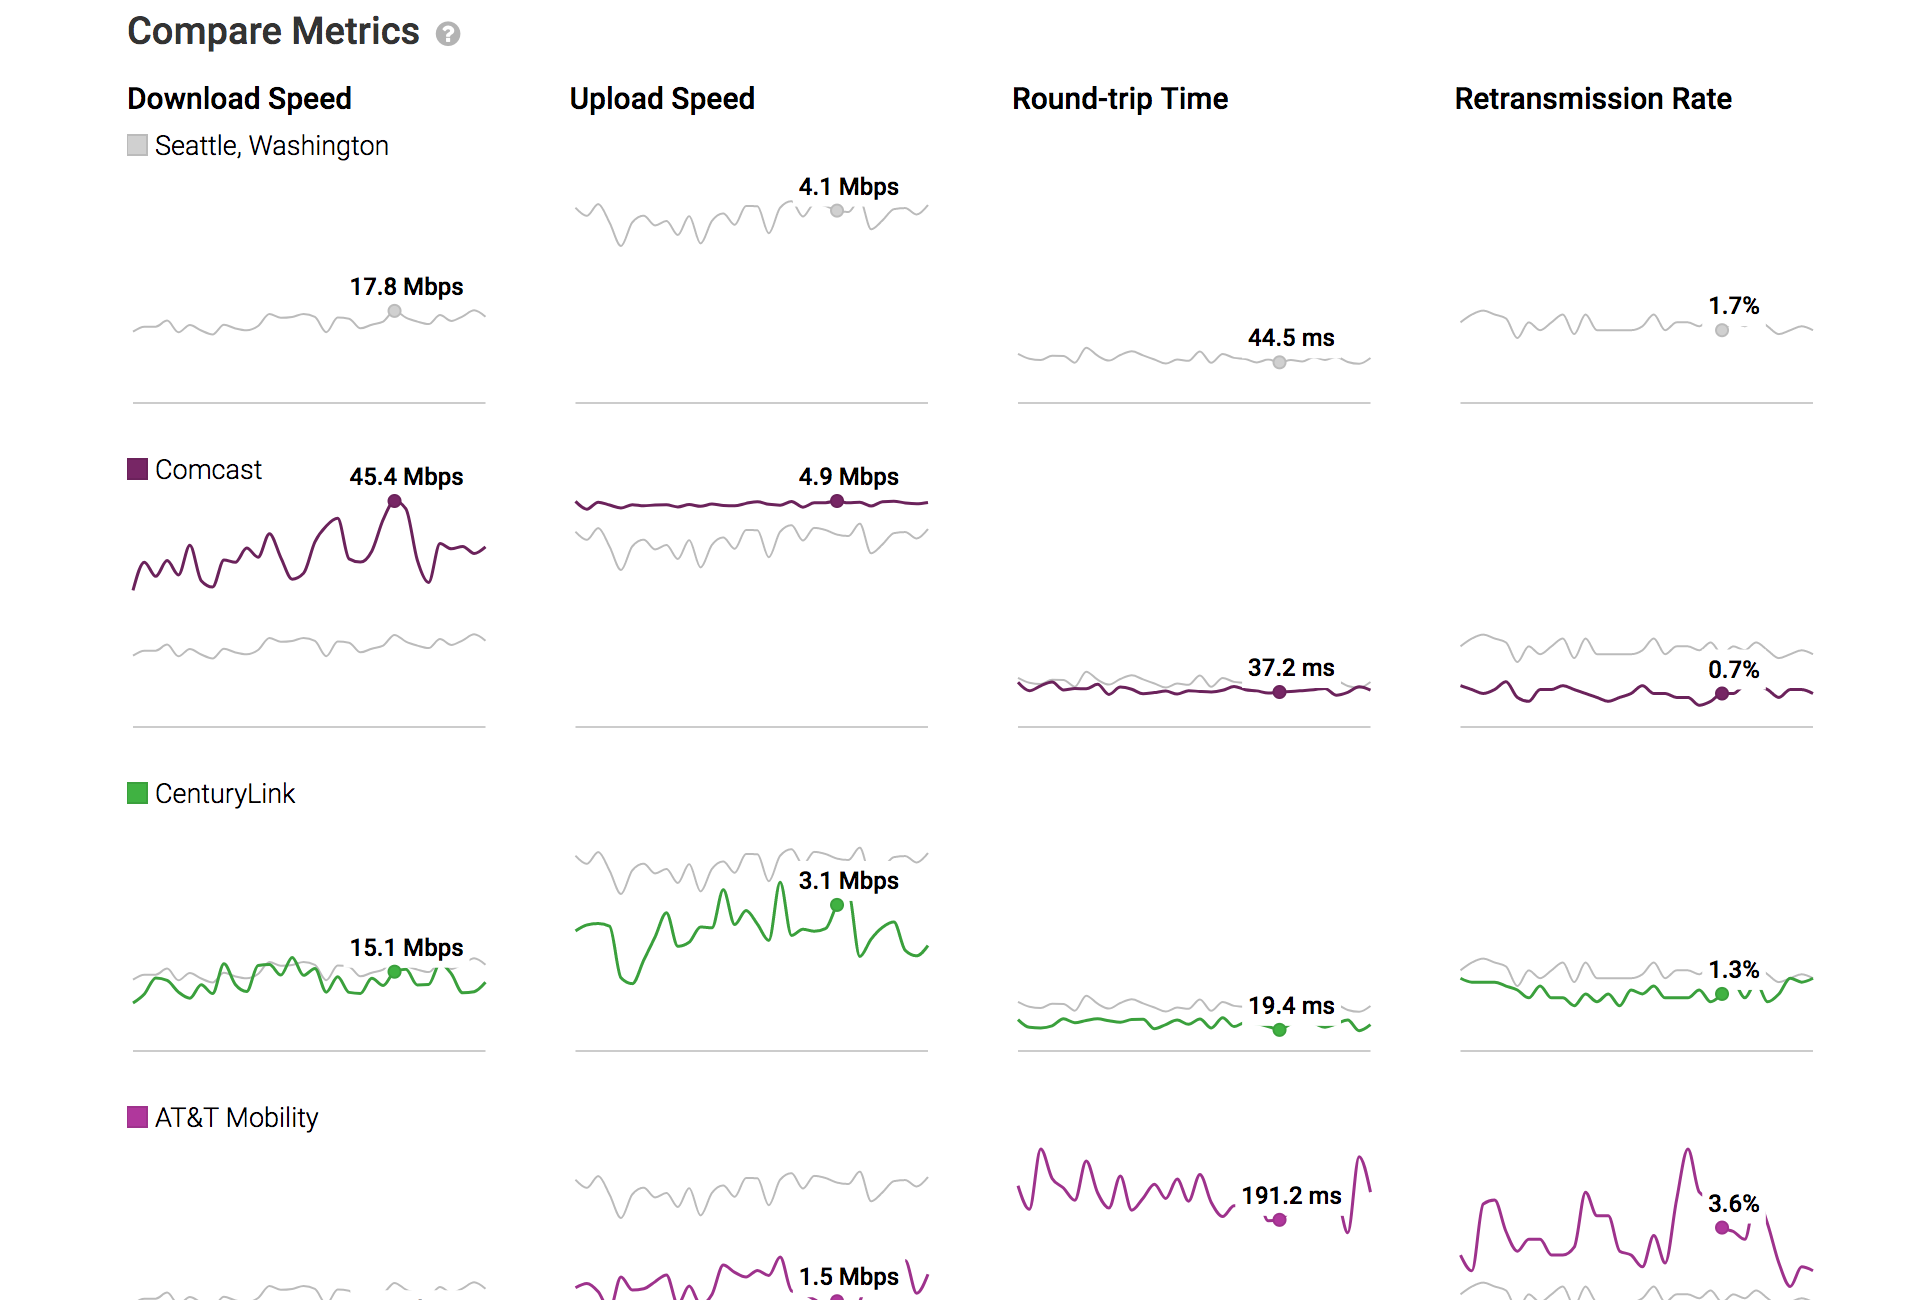 Compare Metrics ?
Download Speed Upload Speed Round-trip Time Retransmission Rate
Seattle, Washington
4.1 Mbps
17.8 Mbps
1.7%
44.5 ms
Comcast 45.4 Mbps 4.9 Mbps
37.2 ms 0.7%
CenturyLink
3.1 Mbps
15.1 Mbps
1.3%
19.4 ms
AT&T Mobility
191.2 ms 3.6%
1.5 Mbps